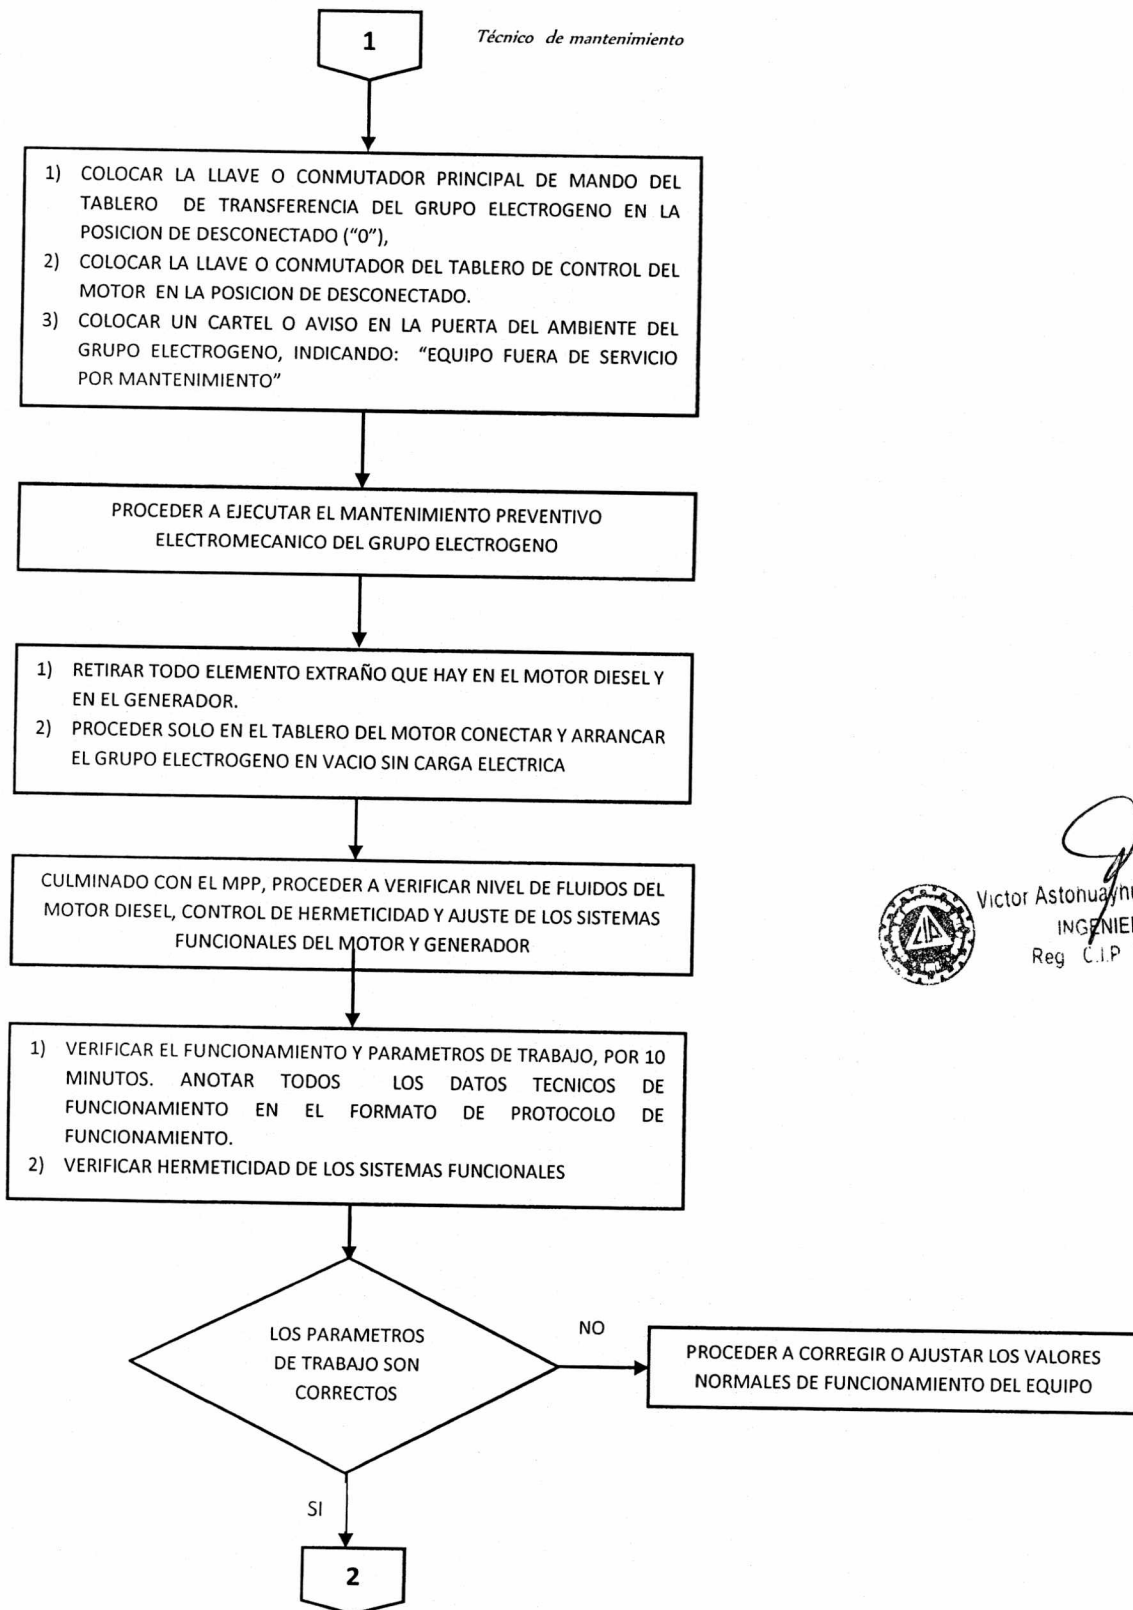 1
Técnico de mantenimiento
1) COLOCAR LA LLAVE O CONMUTADOR PRINCIPAL DE MANDO DEL
TABLERO DE TRANSFERENCIA DEL GRUPO ELECTROGENO EN LA
POSICION DE DESCONECTADO ("0"),
2) COLOCAR LA LLAVE O CONMUTADOR DEL TABLERO DE CONTROL DEL
MOTOR EN LA POSICION DE DESCONECTADO.
3) COLOCAR UN CARTEL O AVISO EN LA PUERTA DEL AMBIENTE DEL
GRUPO ELECTROGENO, INDICANDO: "EQUIPO FUERA DE SERVICIO
POR MANTENIMIENTO"
PROCEDER A EJECUTAR EL MANTENIMIENTO PREVENTIVO
ELECTROMECANICO DEL GRUPO ELECTROGENO
1) RETIRAR TODO ELEMENTO EXTRAÑO QUE HAY EN EL MOTOR DIESEL Y
EN EL GENERADOR.
2) PROCEDER SOLO EN EL TABLERO DEL MOTOR CONECTAR Y ARRANCAR
EL GRUPO ELECTROGENO EN VACIO SIN CARGA ELECTRICA
CULMINADO CON EL MPP, PROCEDER A VERIFICAR NIVEL DE FLUIDOS DEL
MOTOR DIESEL, CONTROL DE HERMETICIDAD Y AJUSTE DE LOS SISTEMAS
FUNCIONALES DEL MOTOR Y GENERADOR
Victor
INGENIE
Reg C.I.P
1) VERIFICAR EL FUNCIONAMIENTO Y PARAMETROS DE TRABAJO, POR 10
MINUTOS. ANOTAR TODOS LOS DATOS TECNICOS DE
FUNCIONAMIENTO EN EL FORMATO DE PROTOCOLO DE
FUNCIONAMIENTO.
2) VERIFICAR HERMETICIDAD DE LOS SISTEMAS FUNCIONALES
LOS PARAMETROS
DE TRABAJO SON
CORRECTOS
NO
PROCEDER A CORREGIR O AJUSTAR LOS VALORES
NORMALES DE FUNCIONAMIENTO DEL EQUIPO
SI
2